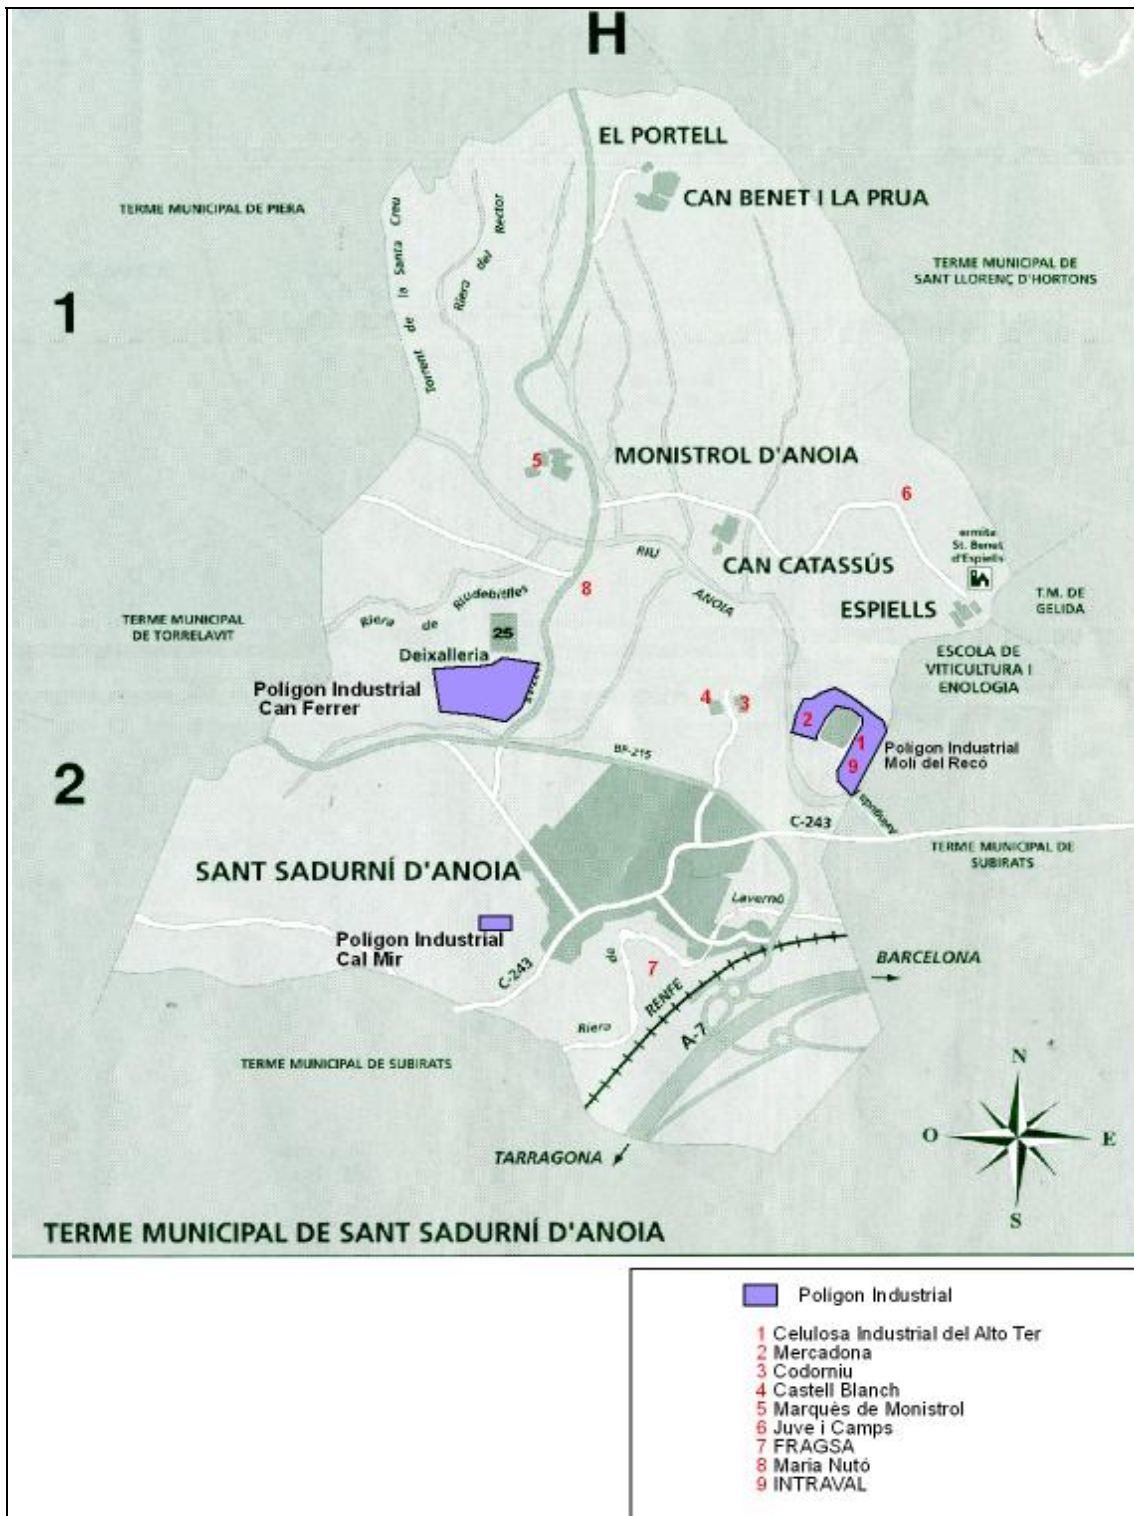 H
EL PORTELL
CAN BENET I LA PRUA
TERME MUNICIPAL DE PIERA
Torrent de la Santa Creu
Riera del Rector
TERME MUNICIPAL DE
SANT LLORENÇ D'HORTONS
1
MONISTROL D'ANOIA
5
6
ermita
St. Benet
d'Espiells
RIU
ANOIA
CAN CATASSÚS
8
ESPIELLS
T.M. DE
GELIDA
Riera de Riudebitlles
TERME MUNICIPAL
DE TORRELAVIT
25
Deixalleria
ESCOLA DE
VITICULTURA I
ENOLOGIA
Poligon Industrial
Can Ferrer
4
3
2
1
9
Poligon Industrial
Moli del Recó
BP-215
2
C-243
TERME MUNICIPAL DE
SUBIRATS
SANT SADURNÍ D'ANOIA
Lavernó
Poligon Industrial
Cal Mir
C-243
de
7
RENFE
BARCELONA
Riera
A-7
TERME MUNICIPAL DE SUBIRATS
N
O
E
S
TARRAGONA
TERME MUNICIPAL DE SANT SADURNÍ D'ANOIA
Poligon Industrial
1 Celulosa Industrial del Alto Ter
2 Mercadona
3 Codorniu
4 Castell Blanch
5 Marquès de Monistrol
6 Juve i Camps
7 FRAGSA
8 Maria Nutó
9 INTRAVAL